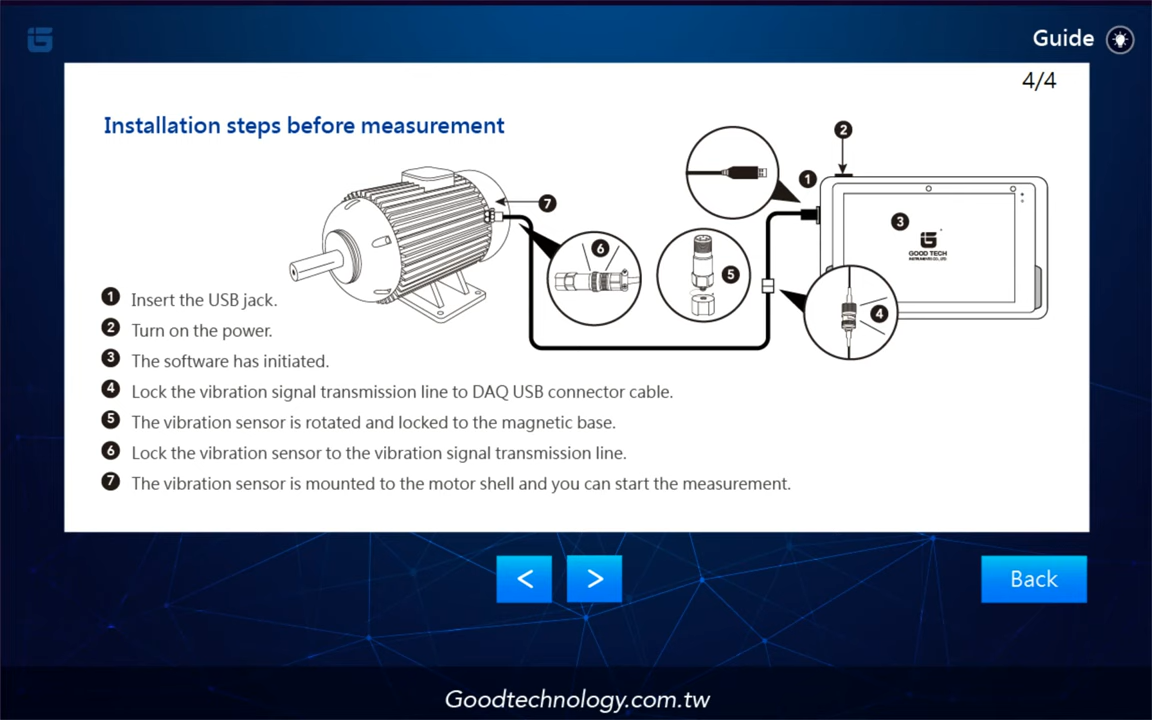 Guide
4/4
Installation steps before measurement
2
1
7
3
GOOD TECH
6
5
4
1 Insert the USB jack.
2 Turn on the power.
3 The software has initiated.
4 Lock the vibration signal transmission line to DAQ USB connector cable.
5 The vibration sensor is rotated and locked to the magnetic base.
6 Lock the vibration sensor to the vibration signal transmission line.
7 The vibration sensor is mounted to the motor shell and you can start the measurement.
< >
Back
Goodtechnology.com.tw